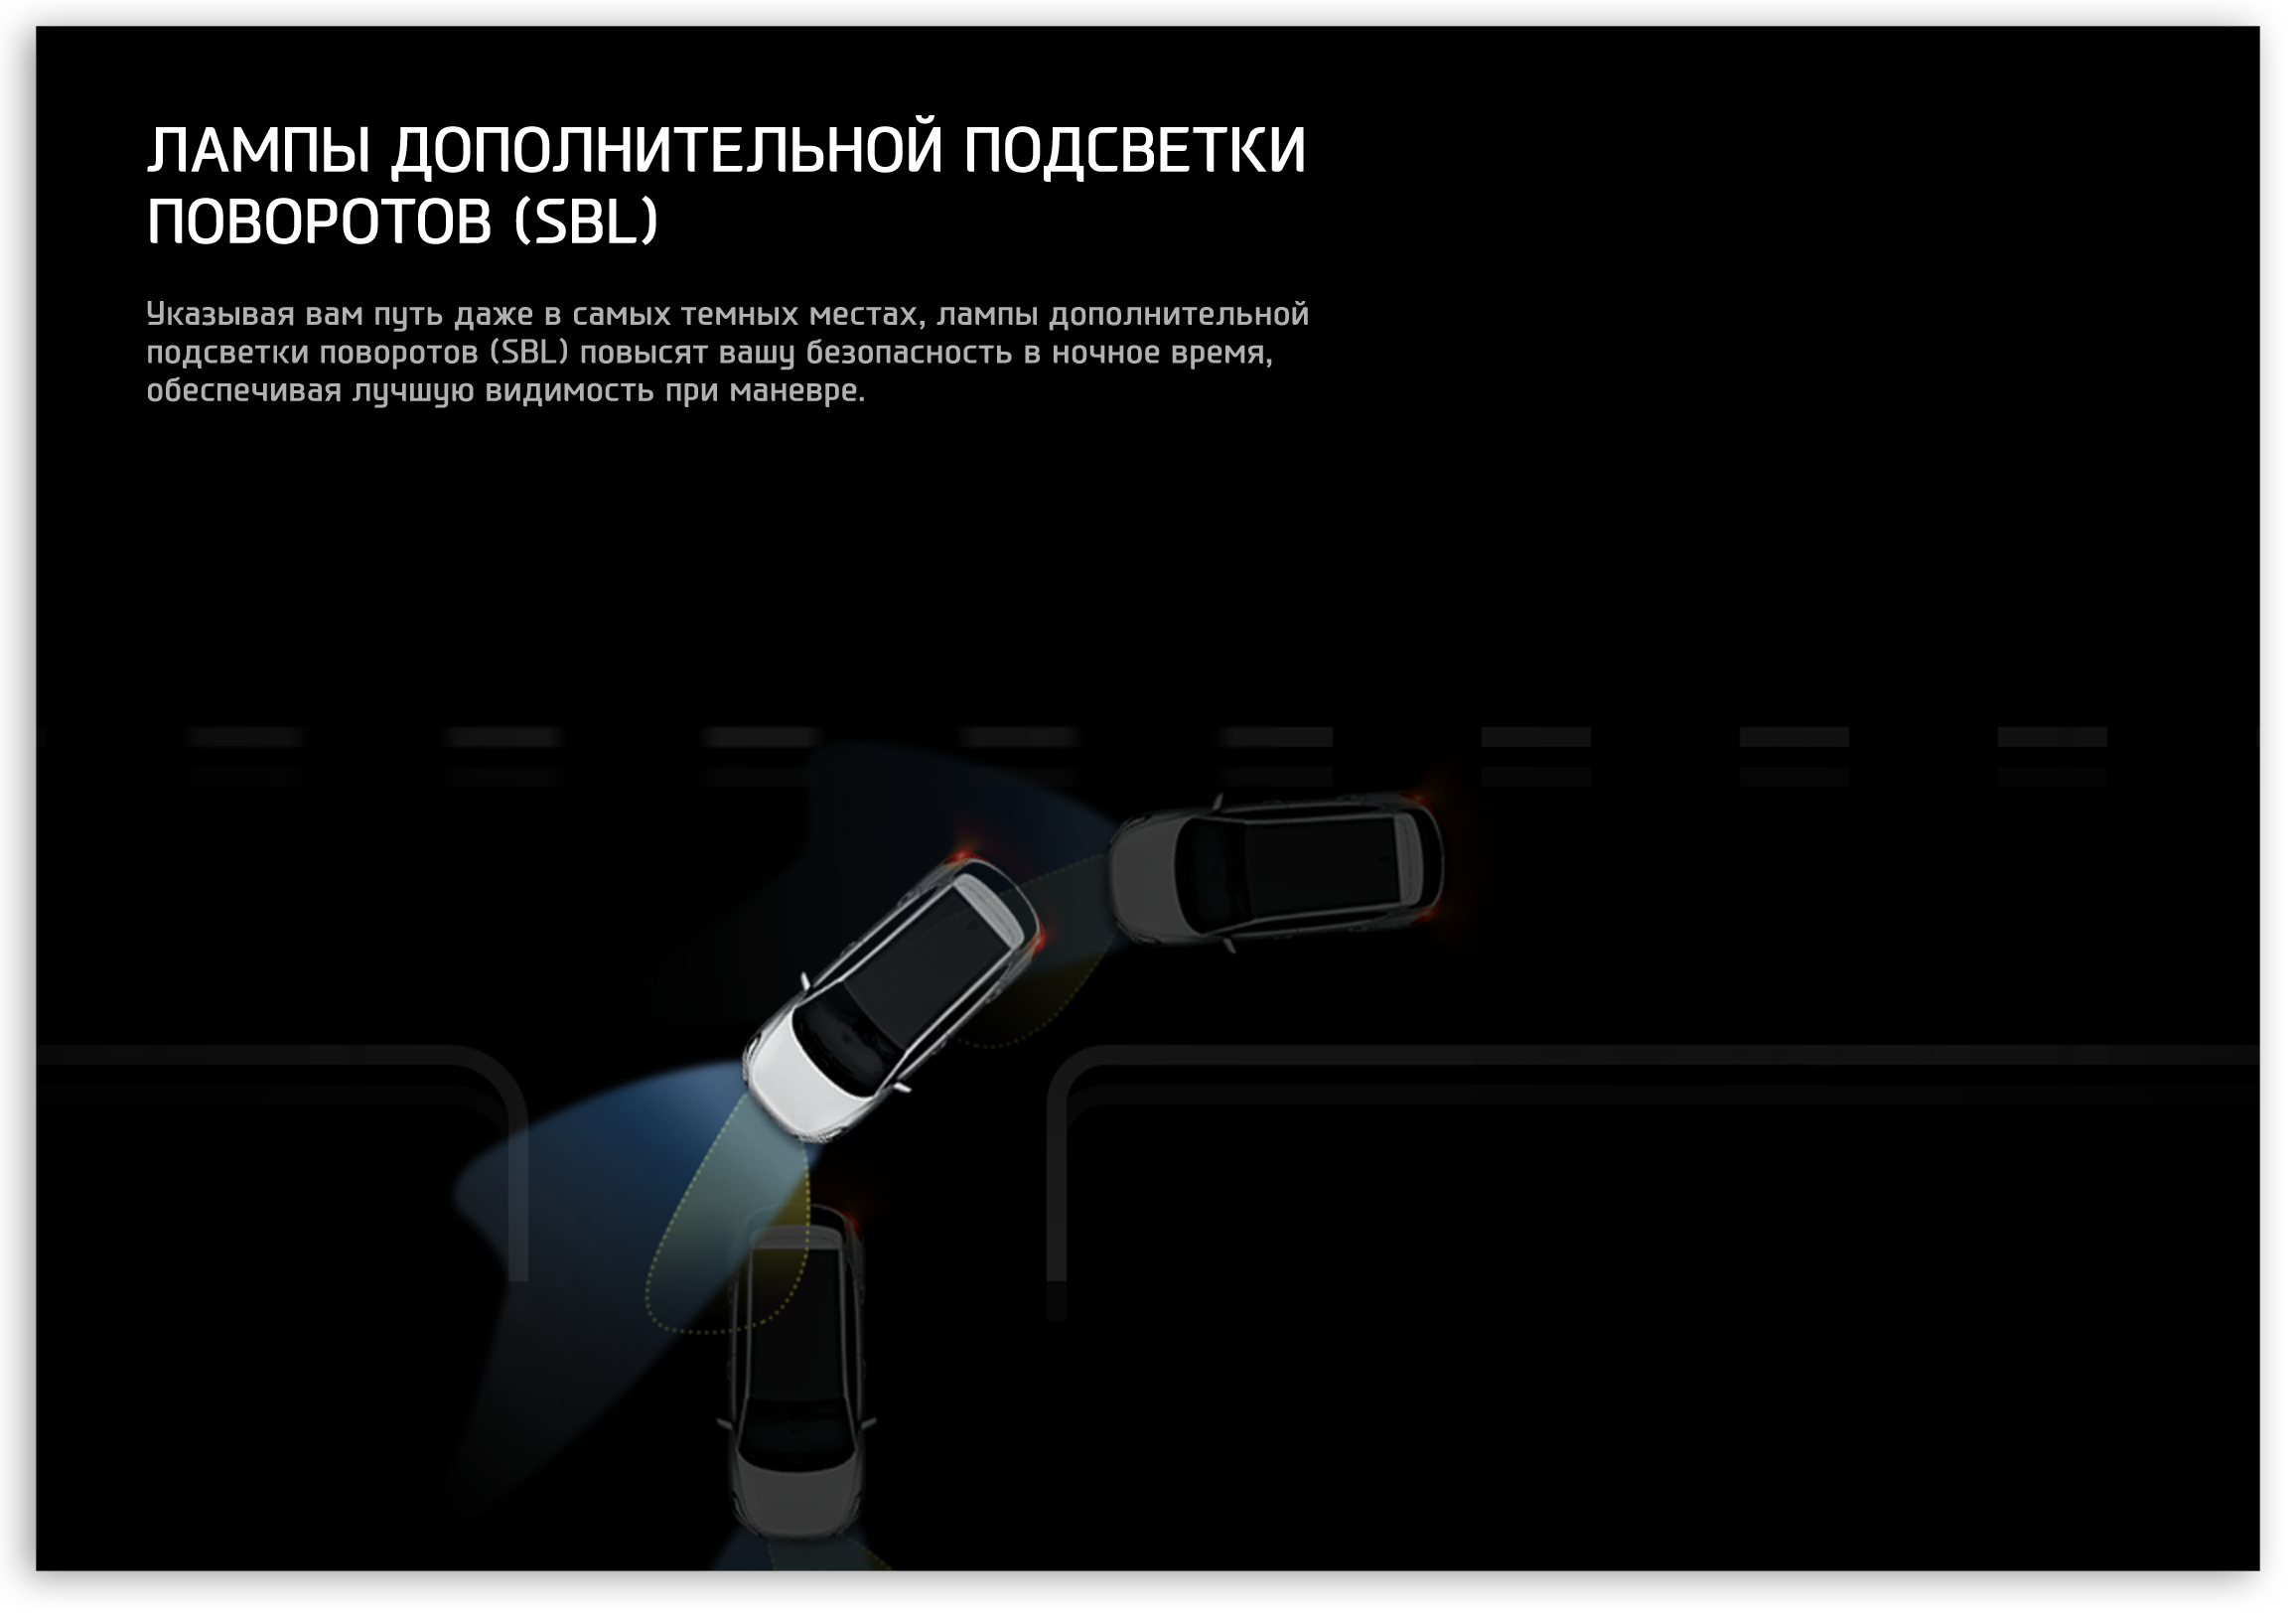 ЛАМПЫ ДОПОЛНИТЕЛЬНОЙ ПОДСВЕТКИ
ПОВОРОТОВ (SBL)
Указывая вам путь даже в самых темных местах, лампы дополнительной
подсветки поворотов (SBL) повысят вашу безопасность в ночное время,
обеспечивая лучшую видимость при маневре.